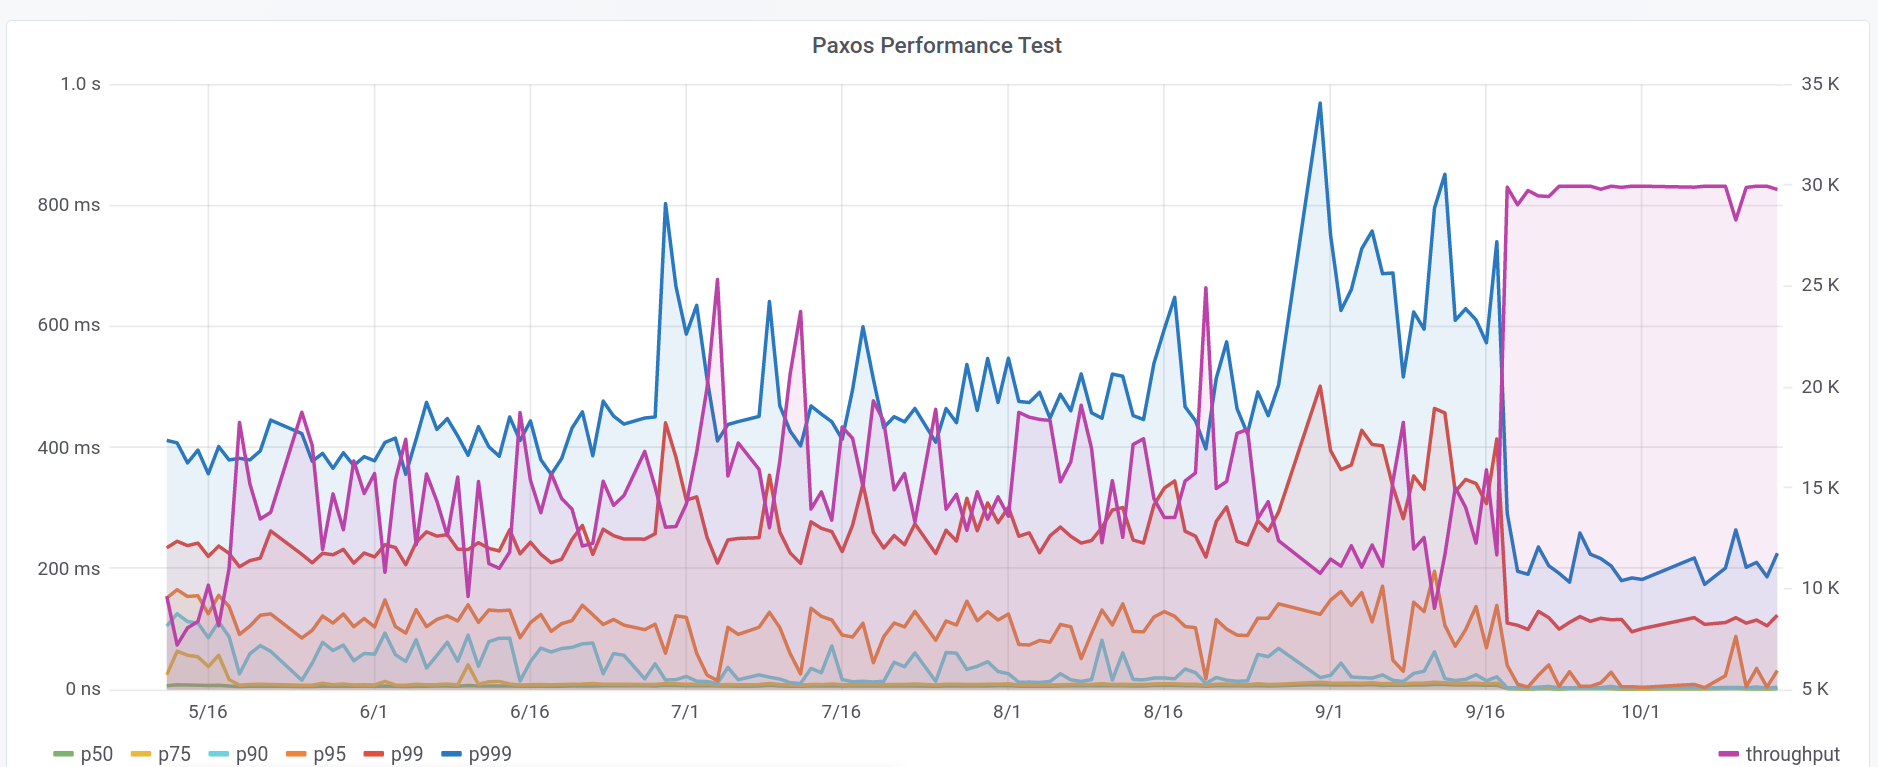 Paxos Performance Test
1.0 s
35 K
30 K
800 ms
25 K
600 ms
20 K
400 ms
15 K
200 ms
10 K
0 ns
5 K
5/16 6/1 6/16 7/1 7/16 8/1 8/16 9/1 9/16 10/1
p50 p75 p90 p95 p99 p999 throughput